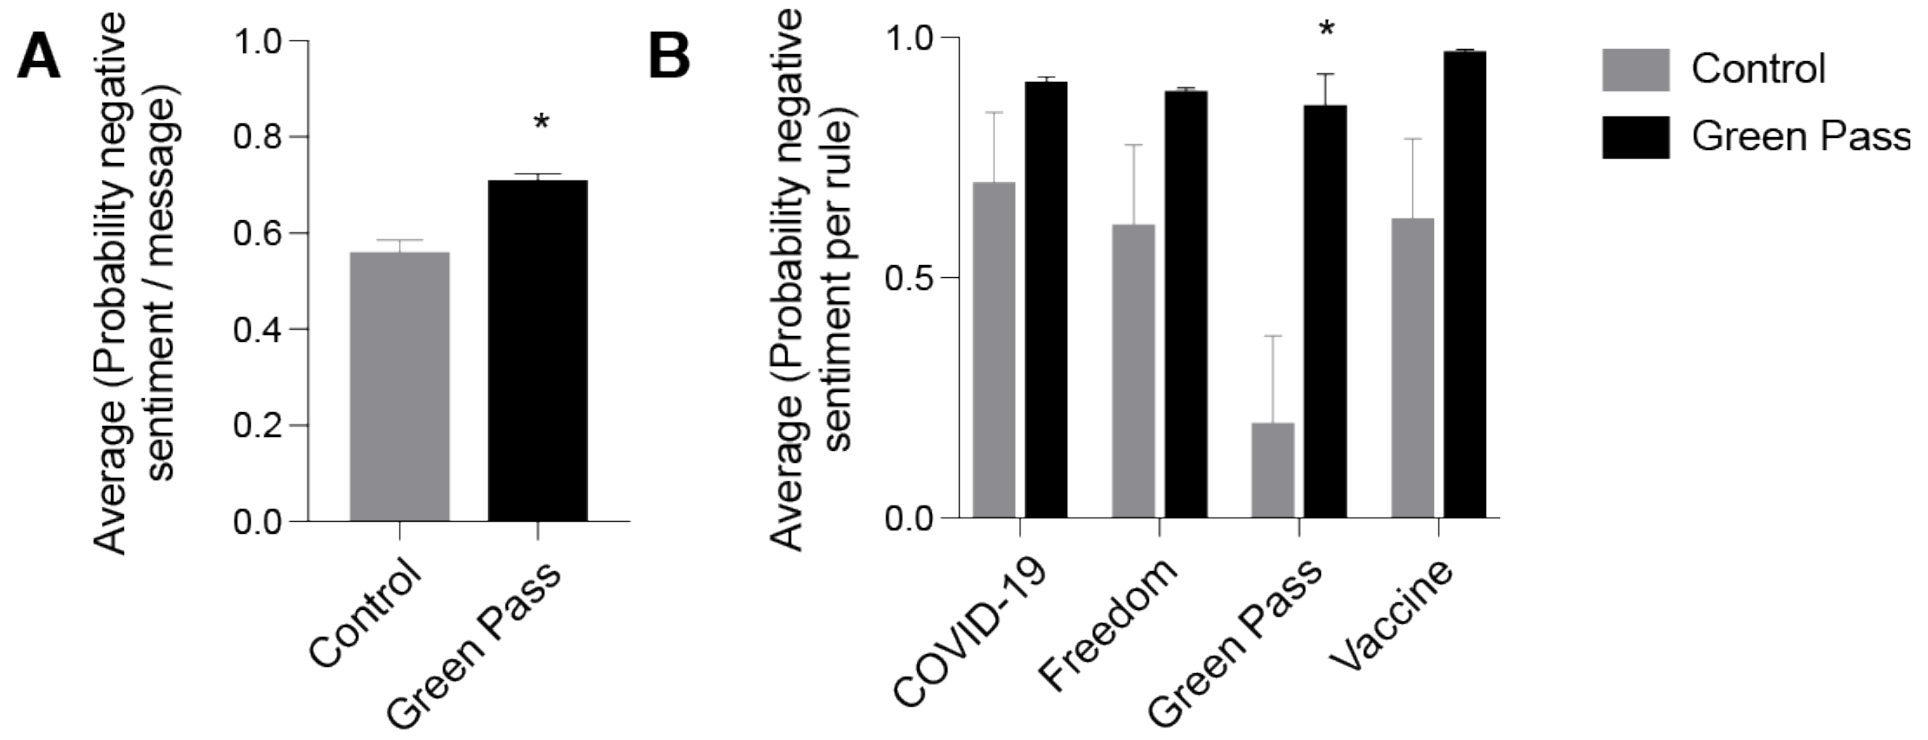 A
Average (Probability negative
sentiment / message)
1.0
0.8
0.6
0.4
0.2
0.0
*
Control
Green Pass
B
Average (Probability negative
sentiment per rule)
1.0
0.5
0.0
*
COVID-19
Freedom
Green Pass
Vaccine
Control
Green Pass